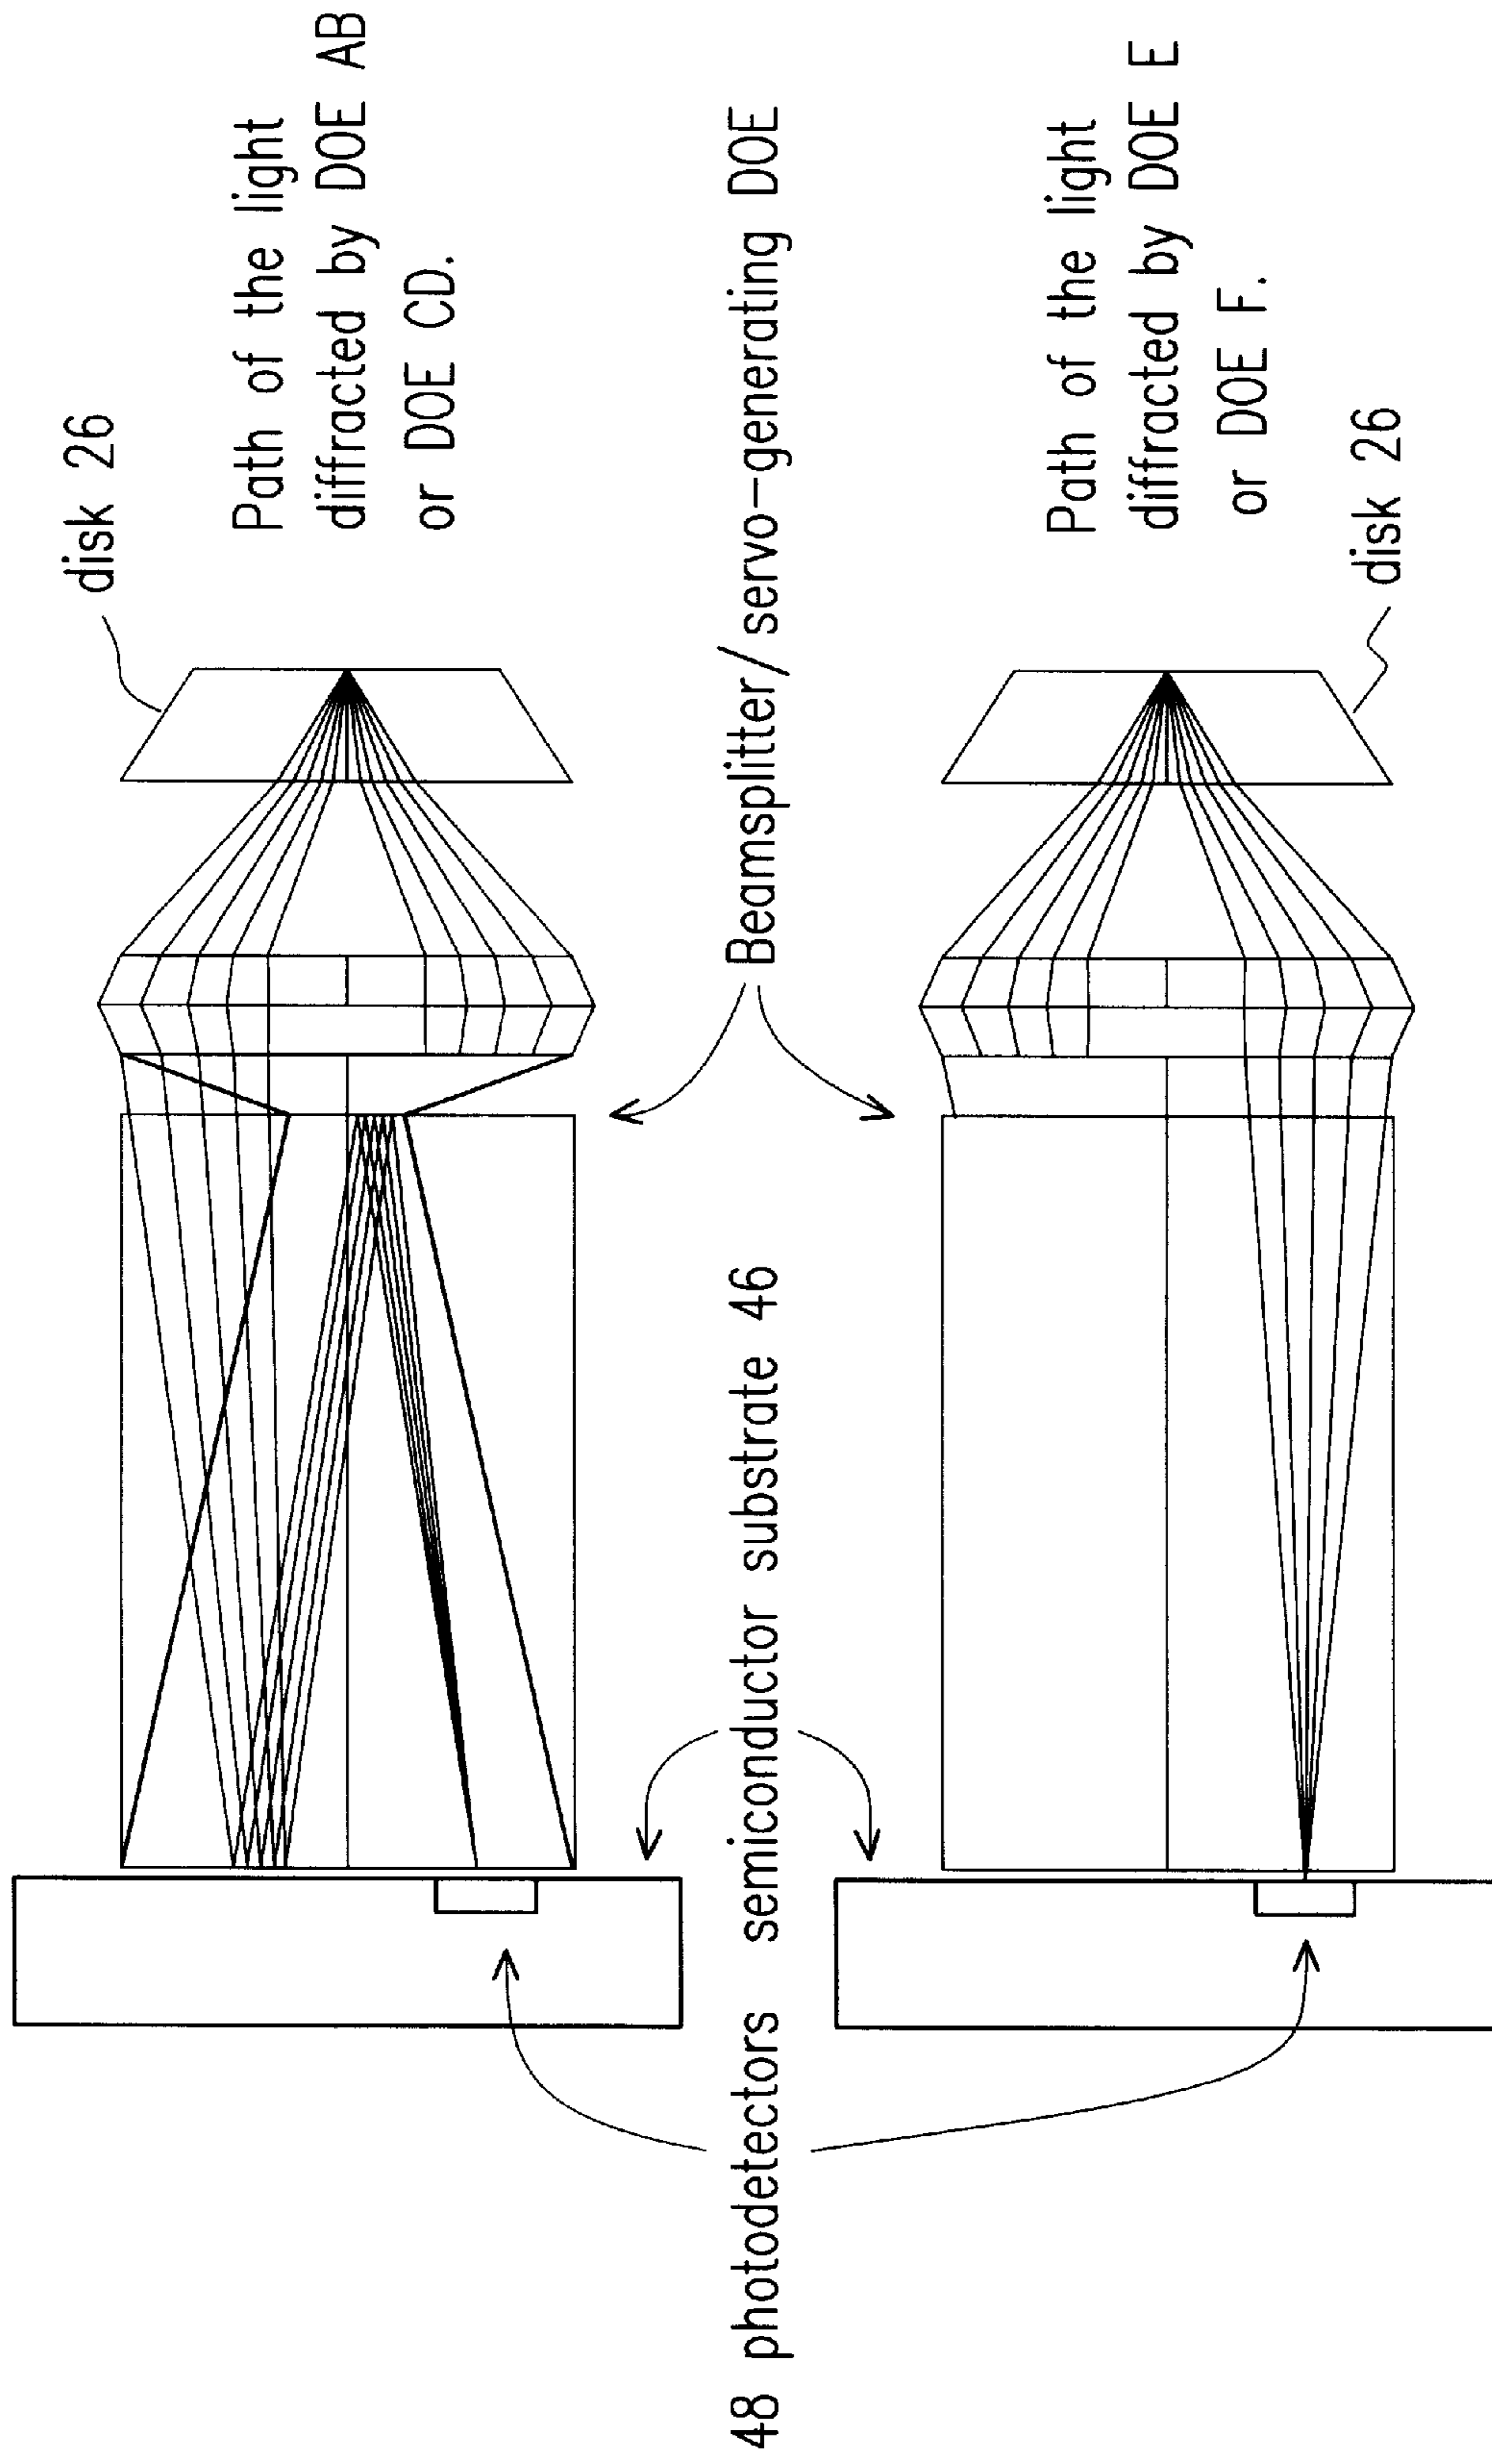 disk 26
Path of the light
diffracted by DOE AB
or DOE CD.
48 photodetectors semiconductor substrate 46 Beamsplitter/servo-generating DOE
Path of the light
diffracted by DOE E
or DOE F.
disk 26